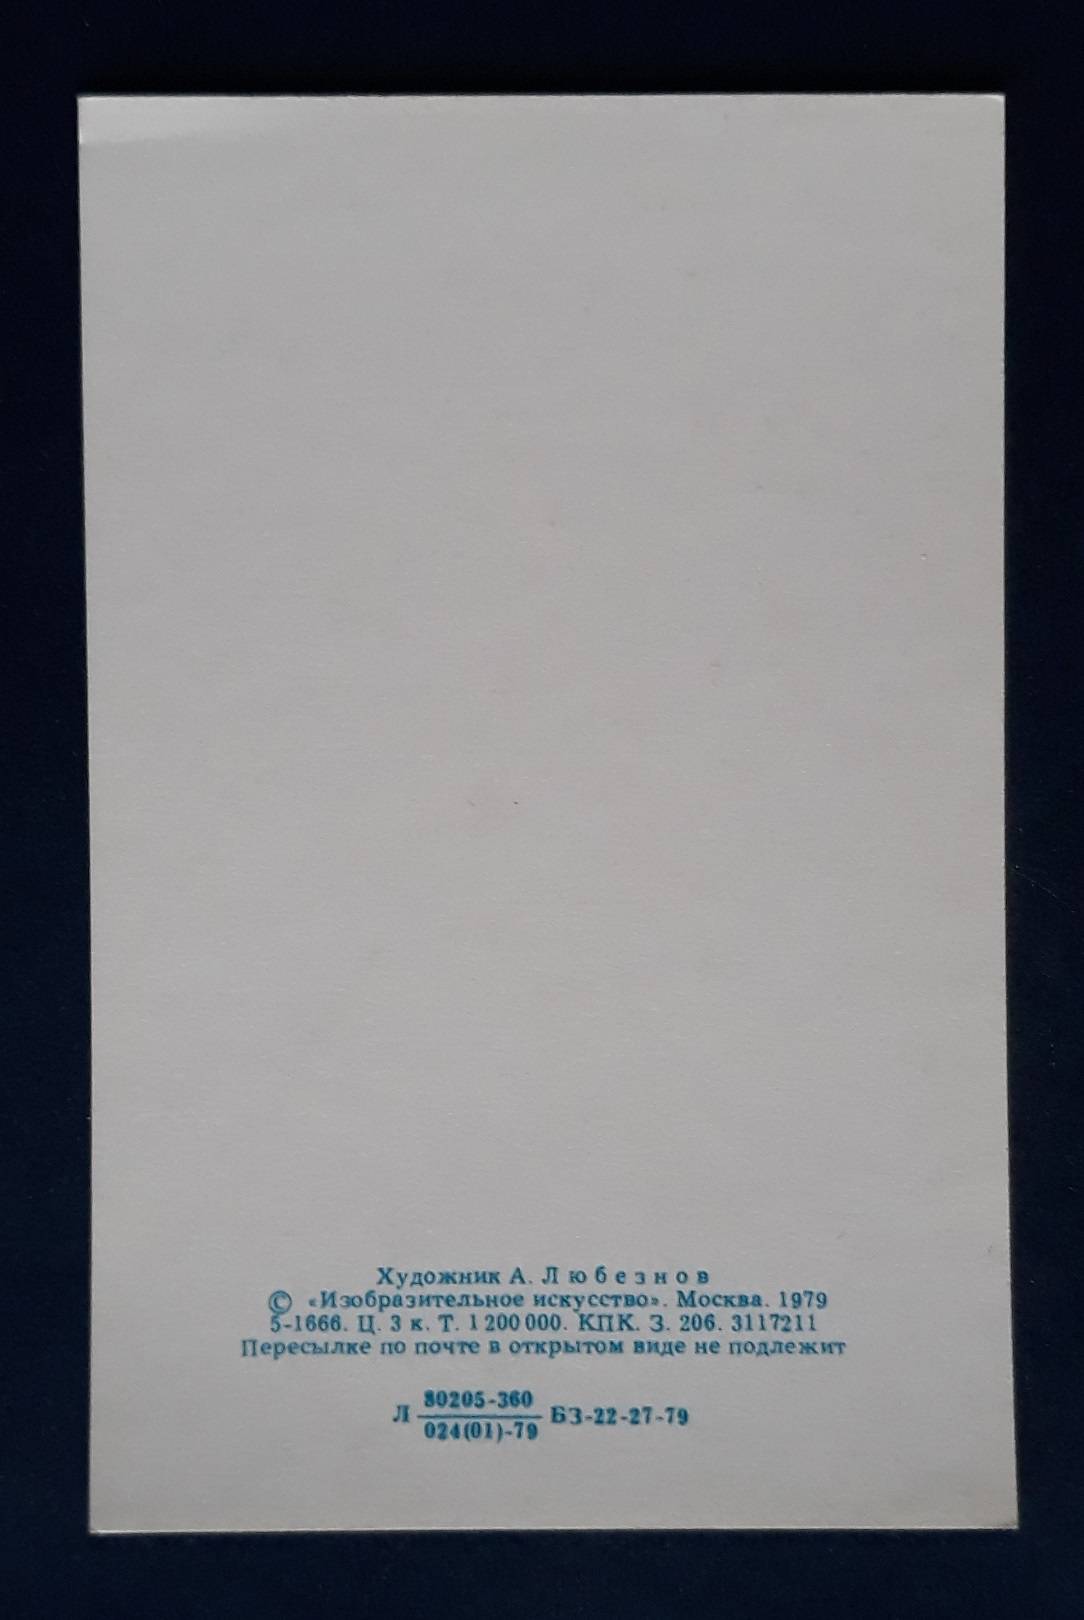 Художник А. Любезнов
© «Изобразительное искусство». Москва. 1979
5-1666. Ц. 3 к. Т. 1 200 000. КПК. З. 206. 3117211
Пересылке по почте в открытом виде не подлежит
80205-360
Л БЗ-22-27-79
024(01)-79